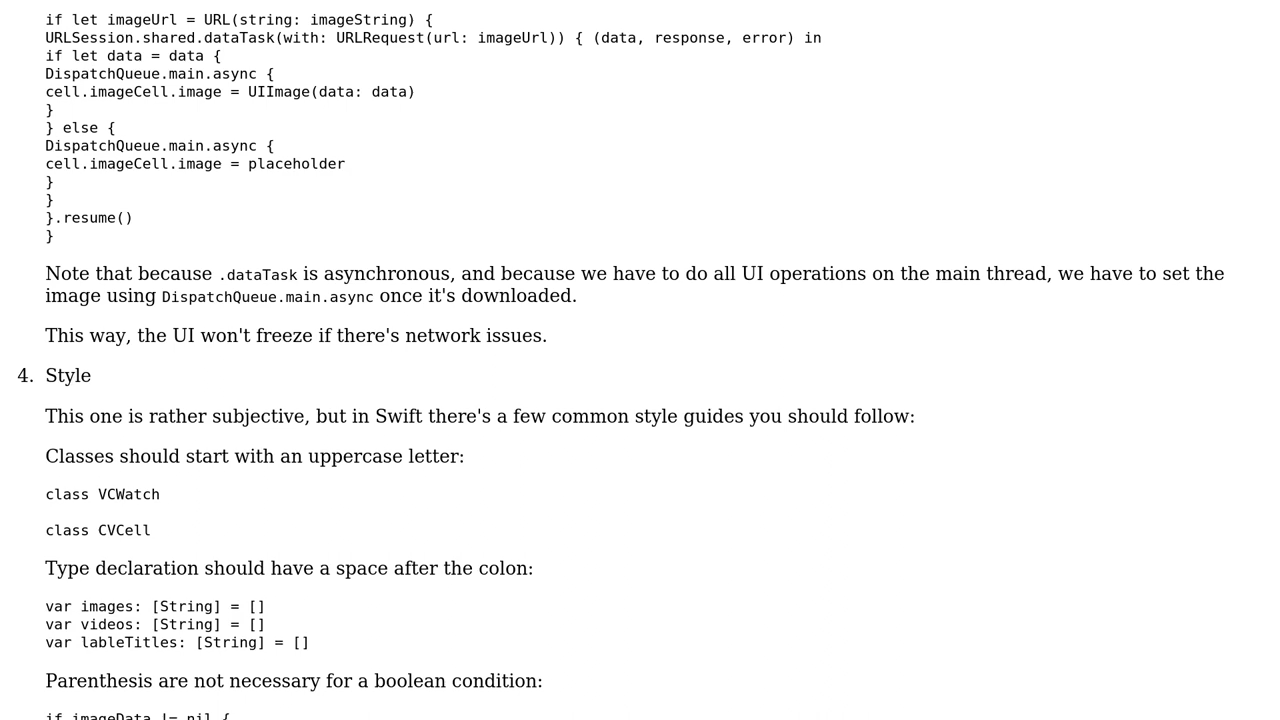 if let imageUrl = URL(string: imageString) {
URLSession.shared.dataTask(with: URLRequest(url: imageUrl)) { (data, response, error) in
if let data = data {
DispatchQueue.main.async {
cell.imageCell.image = UIImage(data: data)
}
} else {
DispatchQueue.main.async {
cell.imageCell.image = placeholder
}
}
}.resume()
}
Note that because .dataTask is asynchronous, and because we have to do all UI operations on the main thread, we have to set the
image using DispatchQueue.main.async once it's downloaded.
This way, the UI won't freeze if there's network issues.
4. Style
This one is rather subjective, but in Swift there's a few common style guides you should follow:
Classes should start with an uppercase letter:
class VCWatch
class CVCell
Type declaration should have a space after the colon:
var images: [String] = []
var videos: [String] = []
var lableTitles: [String] = []
Parenthesis are not necessary for a boolean condition:
if imageData != nil {